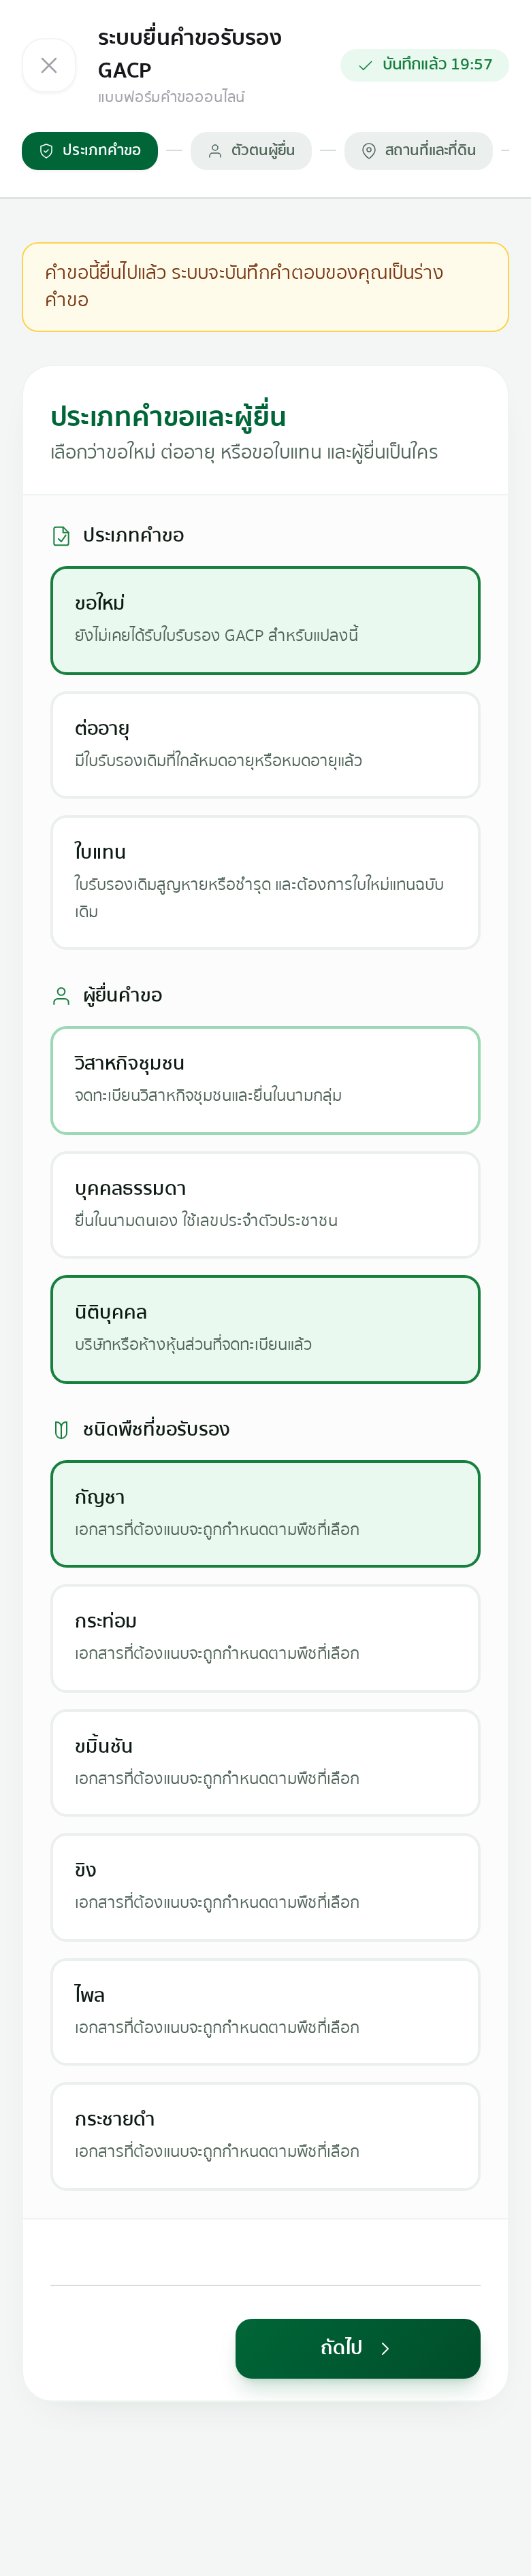 ระบบยื่นคำขอรับรอง
GACP
แบบฟอร์มคำขอออนไลน์
บันทึกแล้ว 19:57
ประเภทคำขอ
ตัวตนผู้ยื่น
สถานที่และที่ดิน
คำขอนี้ยื่นไปแล้ว ระบบจะบันทึกคำตอบของคุณเป็นร่าง
คำขอ
ประเภทคำขอและผู้ยื่น
เลือกว่าขอใหม่ ต่ออายุ หรือขอใบแทน และผู้ยื่นเป็นใคร
ประเภทคำขอ
ขอใหม่
ยังไม่เคยได้รับใบรับรอง GACP สำหรับแปลงนี้
ต่ออายุ
มีใบรับรองเดิมที่ใกล้หมดอายุหรือหมดอายุแล้ว
ใบแทน
ใบรับรองเดิมสูญหายหรือชำรุด และต้องการใบใหม่แทนฉบับ
เดิม
ผู้ยื่นคำขอ
วิสาหกิจชุมชน
จดทะเบียนวิสาหกิจชุมชนและยื่นในนามกลุ่ม
บุคคลธรรมดา
ยื่นในนามตนเอง ใช้เลขประจำตัวประชาชน
นิติบุคคล
บริษัทหรือห้างหุ้นส่วนที่จดทะเบียนแล้ว
ชนิดพืชที่ขอรับรอง
กัญชา
เอกสารที่ต้องแนบจะถูกกำหนดตามพืชที่เลือก
กระท่อม
เอกสารที่ต้องแนบจะถูกกำหนดตามพืชที่เลือก
ขมิ้นชัน
เอกสารที่ต้องแนบจะถูกกำหนดตามพืชที่เลือก
ขิง
เอกสารที่ต้องแนบจะถูกกำหนดตามพืชที่เลือก
ไพล
เอกสารที่ต้องแนบจะถูกกำหนดตามพืชที่เลือก
กระชายดำ
เอกสารที่ต้องแนบจะถูกกำหนดตามพืชที่เลือก
ถัดไป